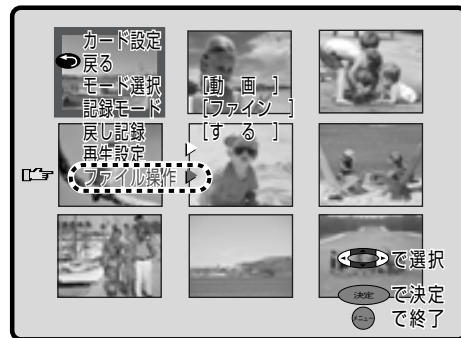 カード設定
戻る
モード選択 [動 画 ]
記録モード [ファイン ]
戻し記録 [す る ]
再生設定
ファイル操作
で選択
決定 で決定
メニュー で終了